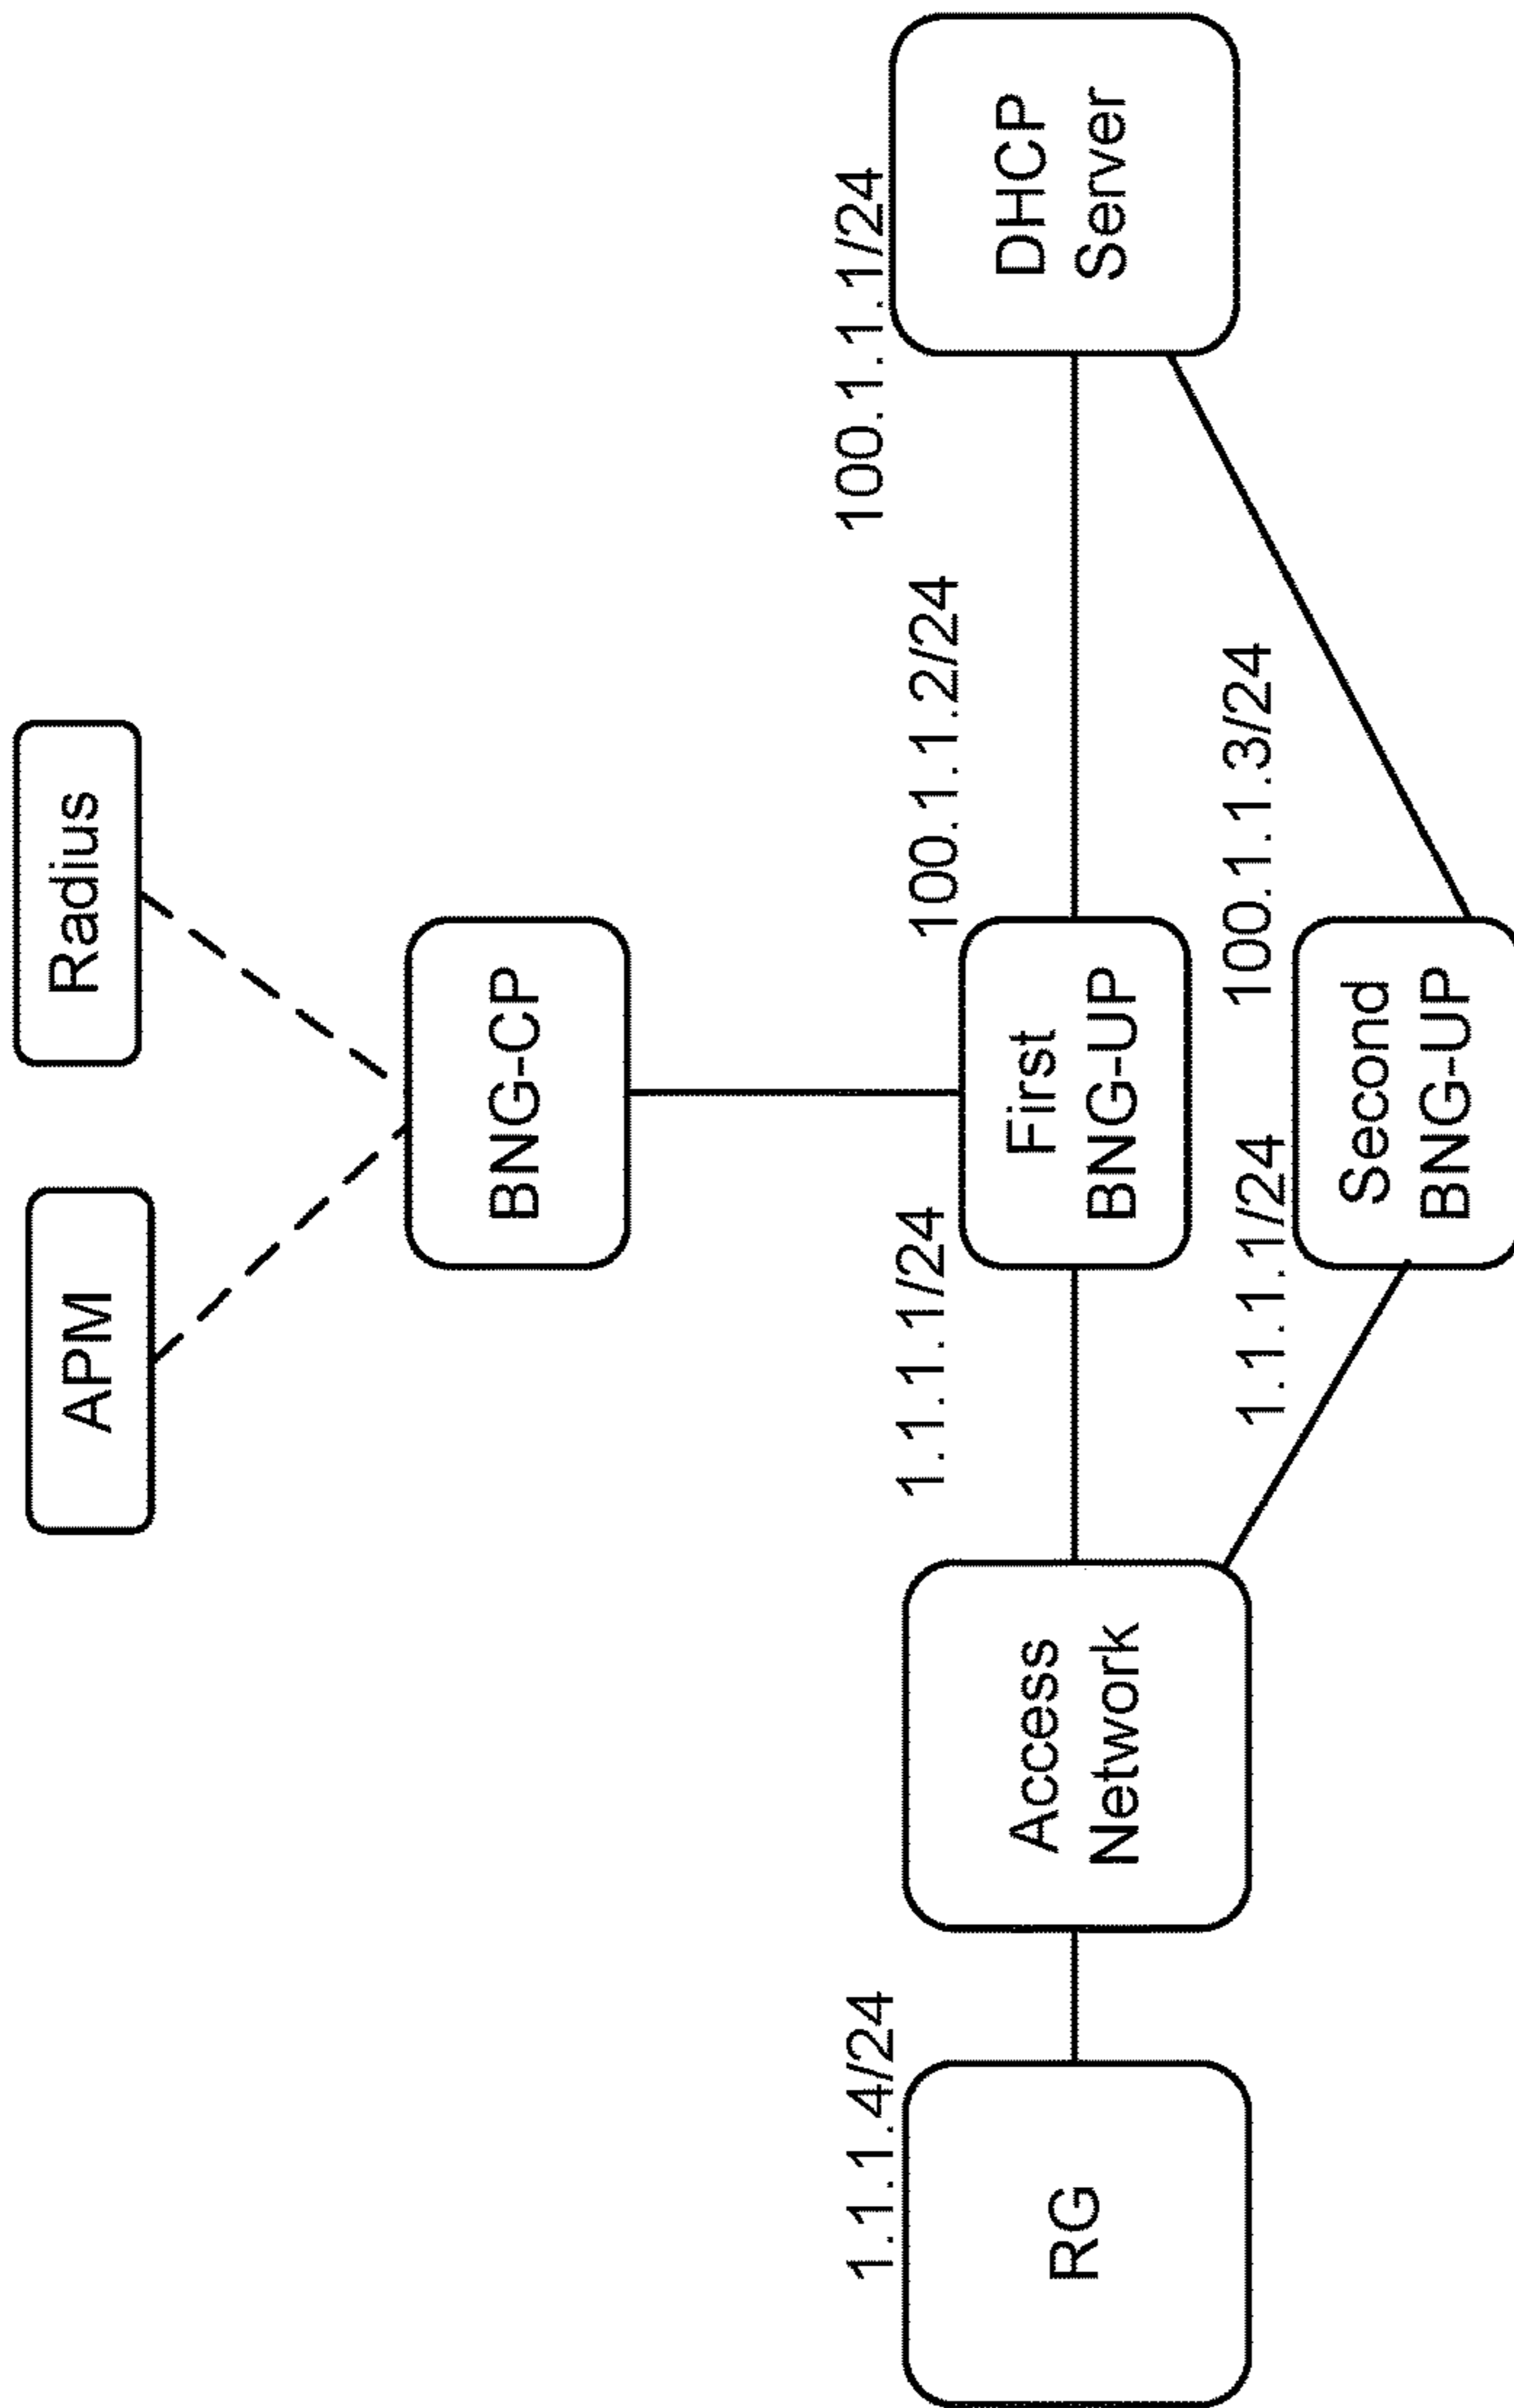 APM
Radius
BNG-CP
1.1.1.4/24
1.1.1.1/24
100.1.1.2/24
100.1.1.1/24
RG
Access
Network
First
BNG-UP
DHCP
Server
1.1.1.1/24
100.1.1.3/24
Second
BNG-UP